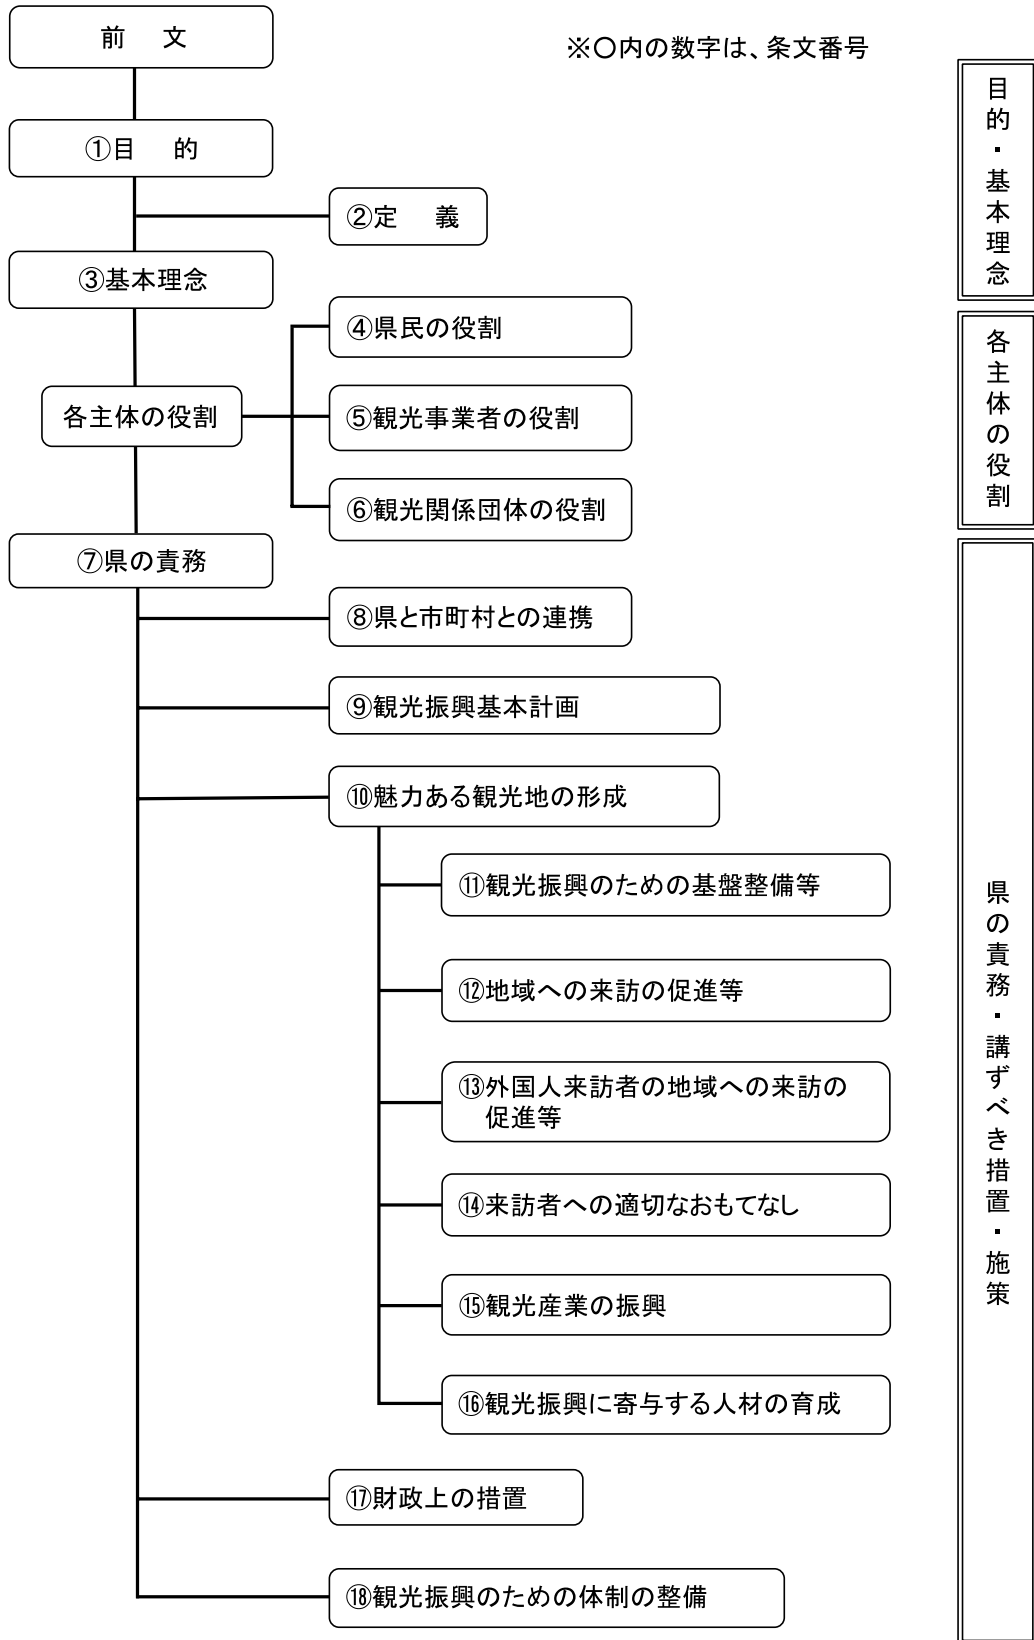 前　文
※〇内の数字は、条文番号
①目　的
②定　義
③基本理念
④県民の役割
各主体の役割
⑤観光事業者の役割
⑥観光関係団体の役割
⑦県の責務
⑧県と市町村との連携
⑨観光振興基本計画
⑩魅力ある観光地の形成
⑪観光振興のための基盤整備等
⑫地域への来訪の促進等
⑬外国人来訪者の地域への来訪の
促進等
⑭来訪者への適切なおもてなし
⑮観光産業の振興
⑯観光振興に寄与する人材の育成
⑰財政上の措置
⑱観光振興のための体制の整備
目的・基本理念
各主体の役割
県の責務・講ずべき措置・施策